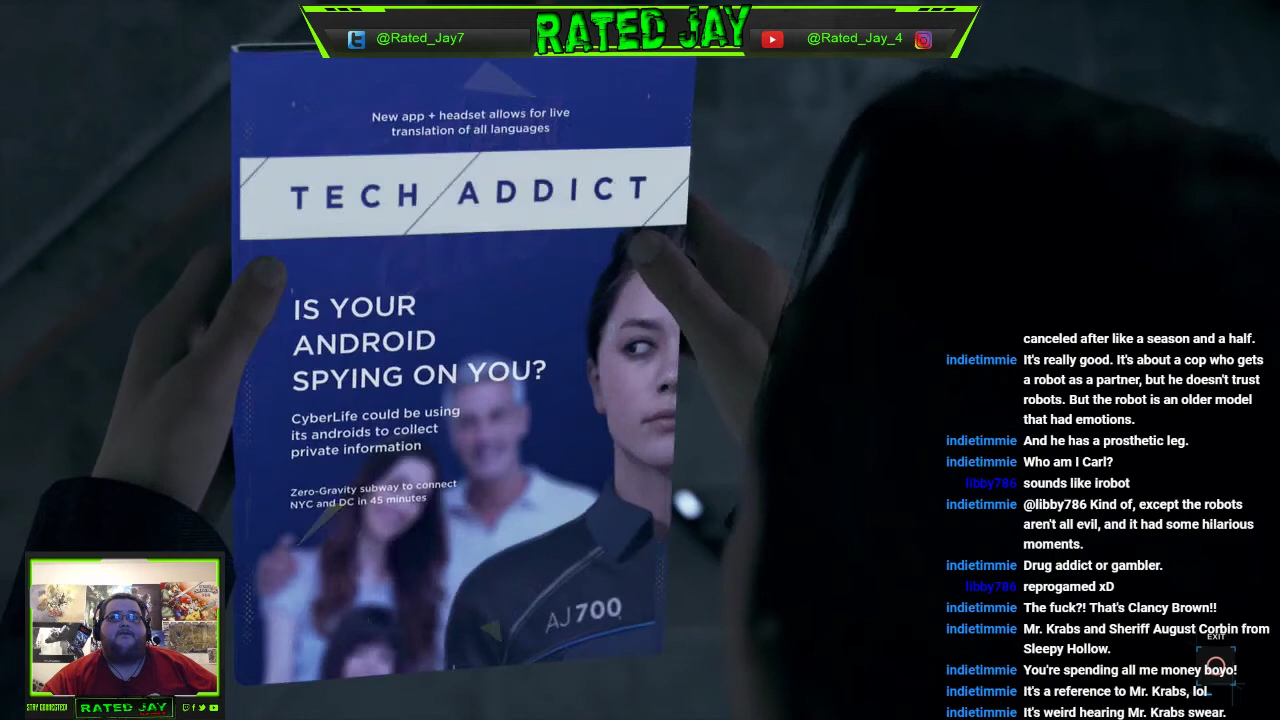 RATED JAY
@Rated_Jay7
@Rated_Jay_4
New app + headset allows for live
translation of all languages
TECH ADDICT
IS YOUR
ANDROID
SPYING ON YOU?
CyberLife could be using
its androids to collect
private information
Zero-Gravity subway to connect
NYC and DC in 45 minutes
AJ700
canceled after like a season and a half.
indietimmie It's really good. It's about a cop who gets
a robot as a partner, but he doesn't trust
robots. But the robot is an older model
that had emotions.
indietimmie And he has a prosthetic leg.
indietimmie Who am I Carl?
libby786 sounds like irobot
indietimmie @libby786 Kind of, except the robots
aren't all evil, and it had some hilarious
moments.
indietimmie Drug addict or gambler.
libby786 reprogamed xD
indietimmie The fuck?! That's Clancy Brown!!
indietimmie Mr. Krabs and Sheriff August Corbin from
Sleepy Hollow.
indietimmie You're spending all me money boyo!
indietimmie It's a reference to Mr. Krabs, lol
indietimmie It's weird hearing Mr. Krabs swear.
EXIT
STAY CONNECTED!
RATED JAY